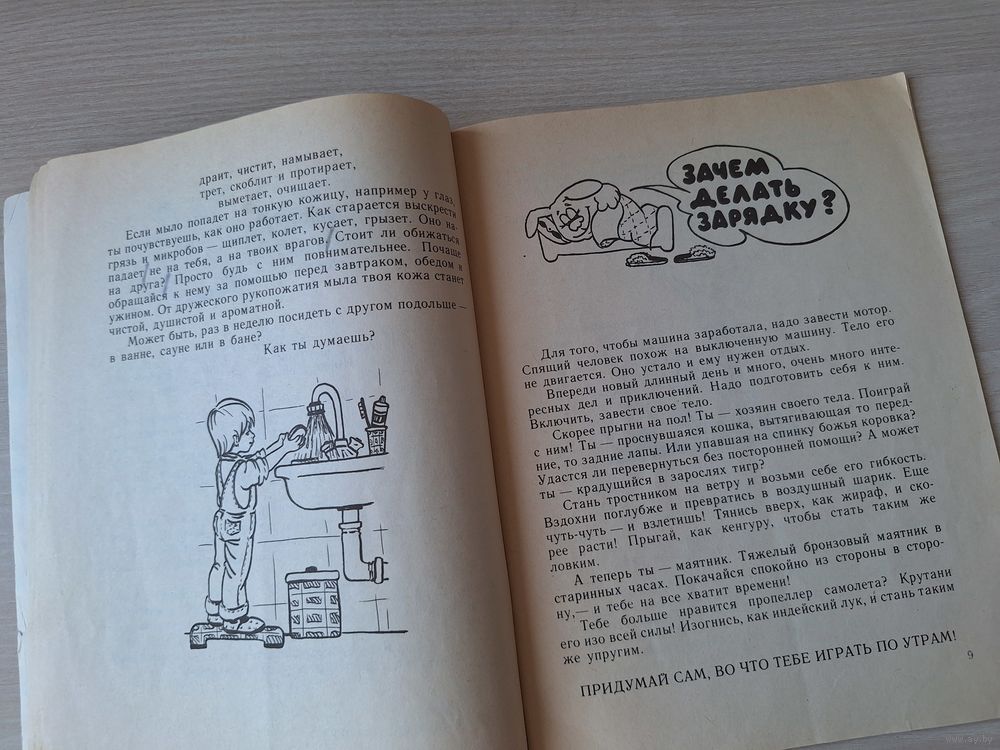 драит, чистит, намывает,
трет, скоблит и протирает,
выметает, очищает.
Если мыло попадет на тонкую кожицу, например у глаз,
ты почувствуешь, как оно работает. Как старается выскрести
грязь и микробов — щиплет, колет, кусает, грызет. Оно на-
падает не на тебя, а на твоих врагов. Стоит ли обижаться
на друга? Просто будь с ним повнимательнее. Почаще
обращайся к нему за помощью перед завтраком, обедом и
ужином. От дружеского рукопожатия мыла твоя кожа станет
чистой, душистой и ароматной.
Может быть, раз в неделю посидеть с другом подольше —
в ванне, сауне или в бане?
Как ты думаешь?
ЗАЧЕМ
ДЕЛАТЬ
ЗАРЯДКУ?
Для того, чтобы машина заработала, надо завести мотор.
Спящий человек похож на выключенную машину. Тело его
не двигается. Оно устало и ему нужен отдых.
Впереди новый длинный день и много, очень много инте-
ресных дел и приключений. Надо подготовить себя к ним.
Включить, завести свое тело.
Скорее прыгни на пол! Ты — хозяин своего тела. Поиграй
с ним! Ты — проснувшаяся кошка, вытягивающая то перед-
ние, то задние лапы. Или упавшая на спинку божья коровка?
Удастся ли перевернуться без посторонней помощи? А может
ты — крадущийся в зарослях тигр?
Стань тростником на ветру и возьми себе его гибкость.
Вздохни поглубже и превратись в воздушный шарик. Еще
чуть-чуть — и взлетишь! Тянись вверх, как жираф, и ско-
рее расти! Прыгай, как кенгуру, чтобы стать таким же
ловким.
А теперь ты — маятник. Тяжелый бронзовый маятник в
старинных часах. Покачайся спокойно из стороны в сторо-
ну,— и тебе на все хватит времени!
Тебе больше нравится пропеллер самолета? Крутани
его изо всей силы! Изогнись, как индейский лук, и стань таким
же упругим.
ПРИДУМАЙ САМ, ВО ЧТО ТЕБЕ ИГРАТЬ ПО УТРАМ!
9
www.ay.by